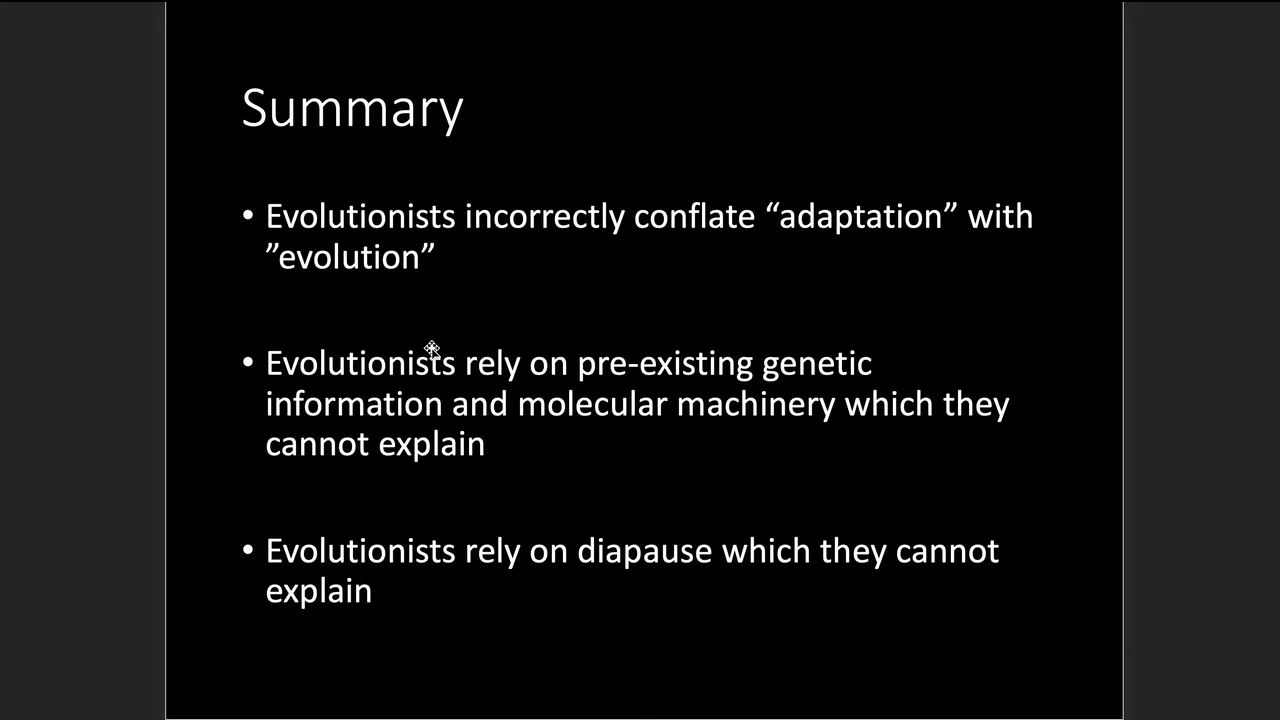 Summary
• Evolutionists incorrectly conflate “adaptation” with
”evolution”
• Evolutionists rely on pre-existing genetic
information and molecular machinery which they
cannot explain
• Evolutionists rely on diapause which they cannot
explain